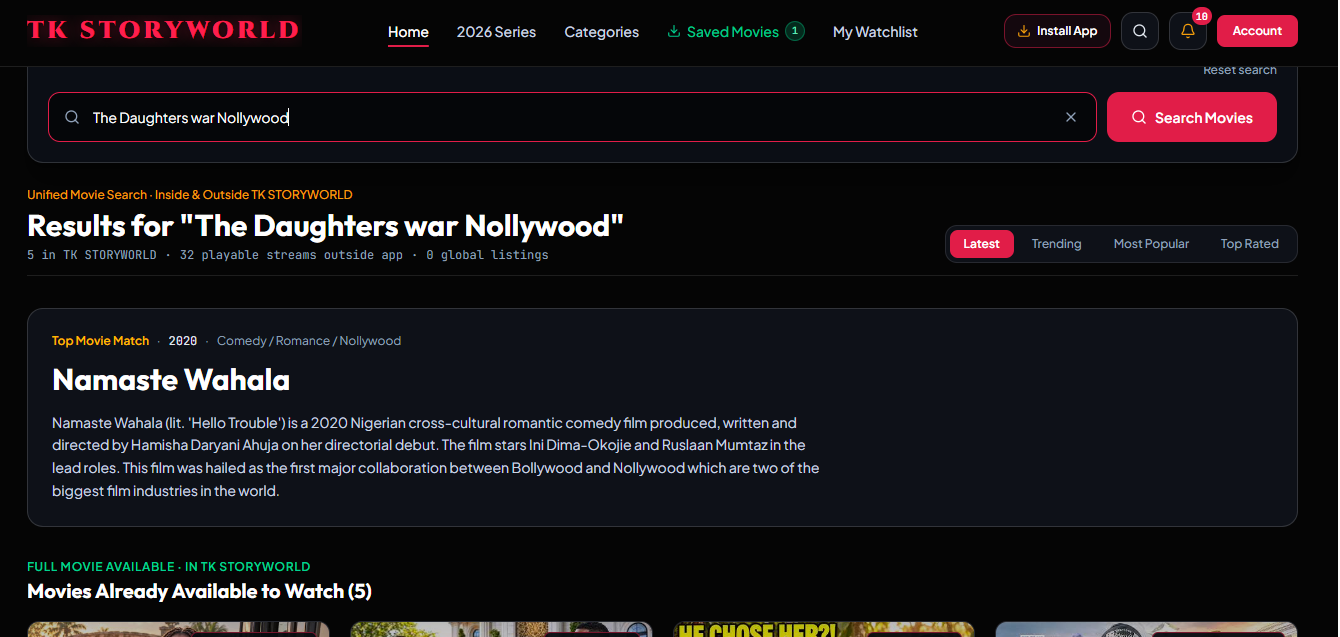 TK STORYWORLD
Home
2026 Series
Categories
Saved Movies 1
My Watchlist
Install App
10
Account
Reset search
The Daughters war Nollywood
Search Movies
Unified Movie Search · Inside & Outside TK STORYWORLD
Results for "The Daughters war Nollywood"
5 in TK STORYWORLD · 32 playable streams outside app · 0 global listings
Latest
Trending
Most Popular
Top Rated
Top Movie Match · 2020 · Comedy / Romance / Nollywood
Namaste Wahala
Namaste Wahala (lit. 'Hello Trouble') is a 2020 Nigerian cross-cultural romantic comedy film produced, written and
directed by Hamisha Daryani Ahuja on her directorial debut. The film stars Ini Dima-Okojie and Ruslaan Mumtaz in the
lead roles. This film was hailed as the first major collaboration between Bollywood and Nollywood which are two of the
biggest film industries in the world.
FULL MOVIE AVAILABLE · IN TK STORYWORLD
Movies Already Available to Watch (5)
HE CHOSE HER?!